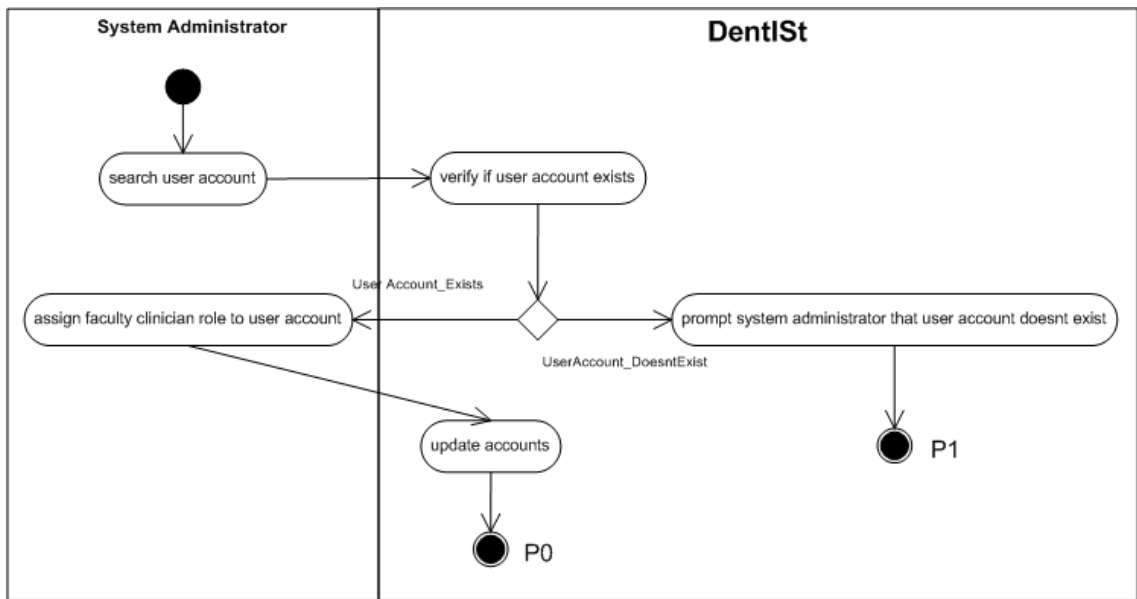 System Administrator
DentISt
search user account
verify if user account exists
User Account_Exists
assign faculty clinician role to user account
prompt system administrator that user account doesnt exist
UserAccount_DoesntExist
update accounts
P1
P0